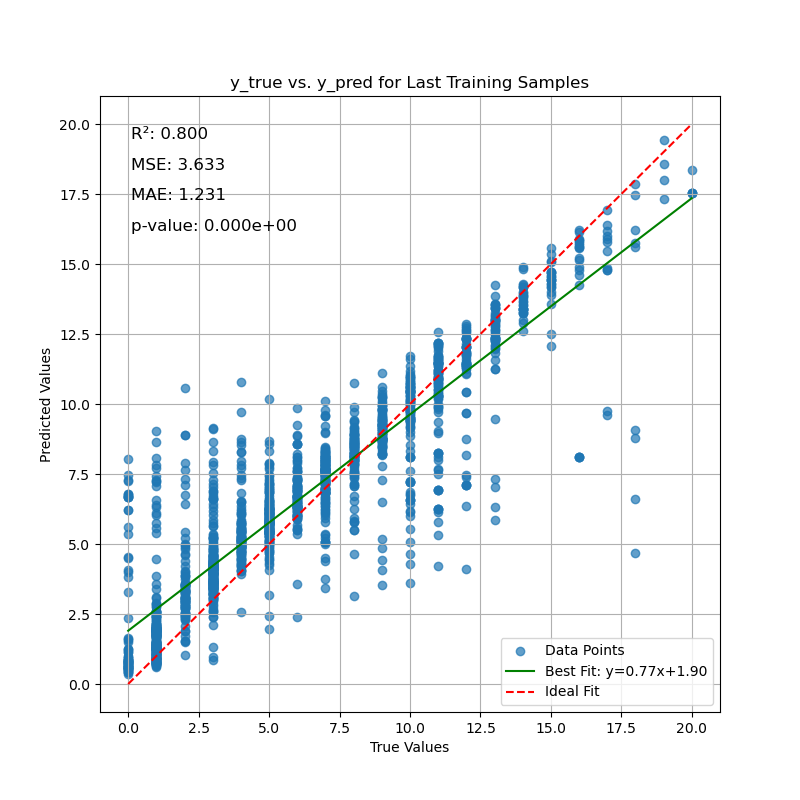 y_true vs. y_pred for Last Training Samples
R²: 0.800
MSE: 3.633
MAE: 1.231
p-value: 0.000e+00
20.0
17.5
15.0
12.5
10.0
7.5
5.0
2.5
0.0
Predicted Values
Data Points
Best Fit: y=0.77x+1.90
Ideal Fit
0.0 2.5 5.0 7.5 10.0 12.5 15.0 17.5 20.0
True Values